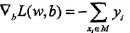 ∇_b L(w,b) = −∑_{x_i∈M} y_i